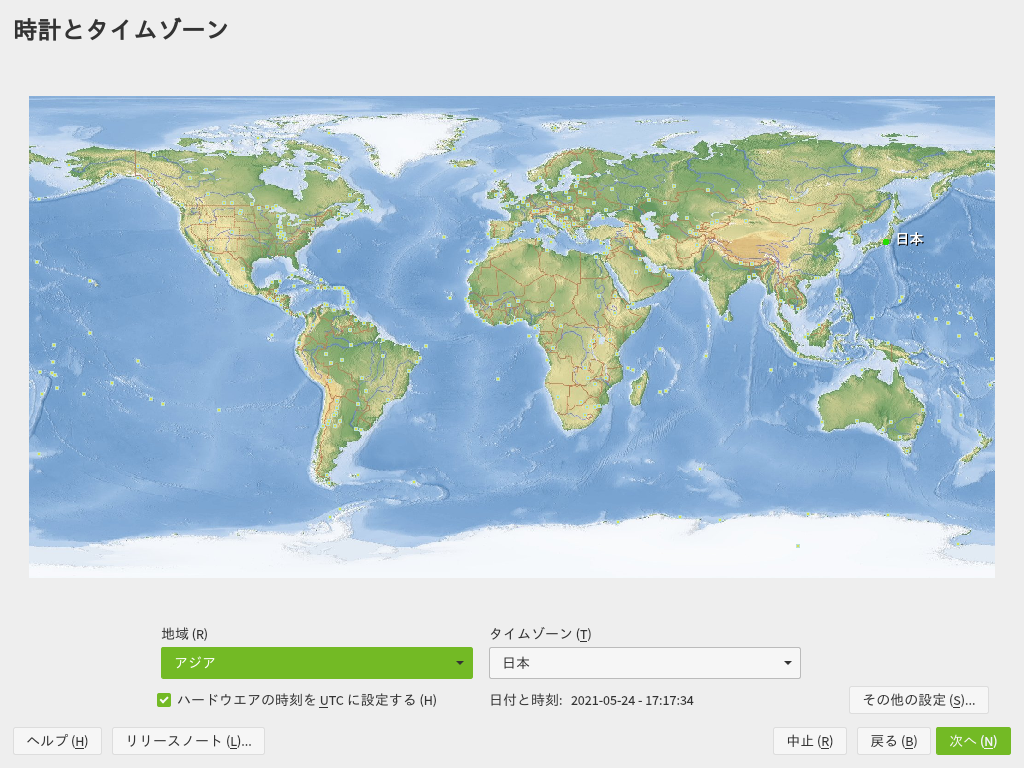 時計とタイムゾーン
日本
地域 (R)
タイムゾーン (T)
アジア
日本
ハードウエアの時刻を UTC に設定する (H)
日付と時刻: 2021-05-24 - 17:17:34
その他の設定 (S)...
ヘルプ (H)
リリースノート (L)...
中止 (R)
戻る (B)
次へ (N)